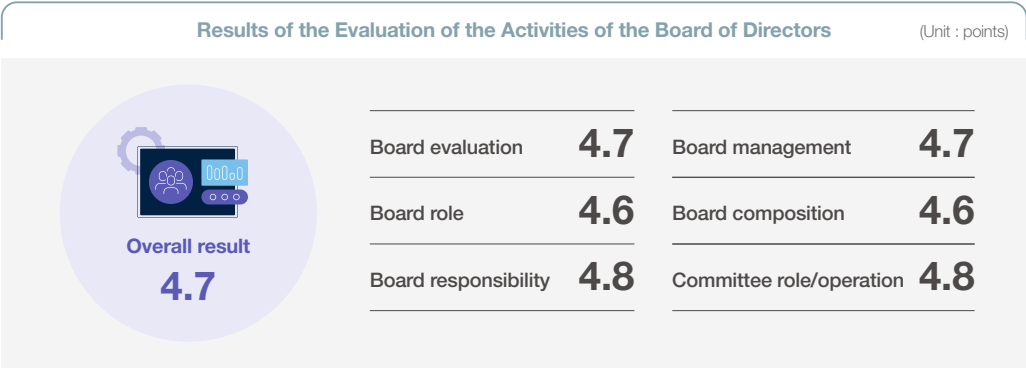 Results of the Evaluation of the Activities of the Board of Directors
(Unit : points)
Overall result
4.7
Board evaluation 4.7
Board role 4.6
Board responsibility 4.8
Board management 4.7
Board composition 4.6
Committee role/operation 4.8